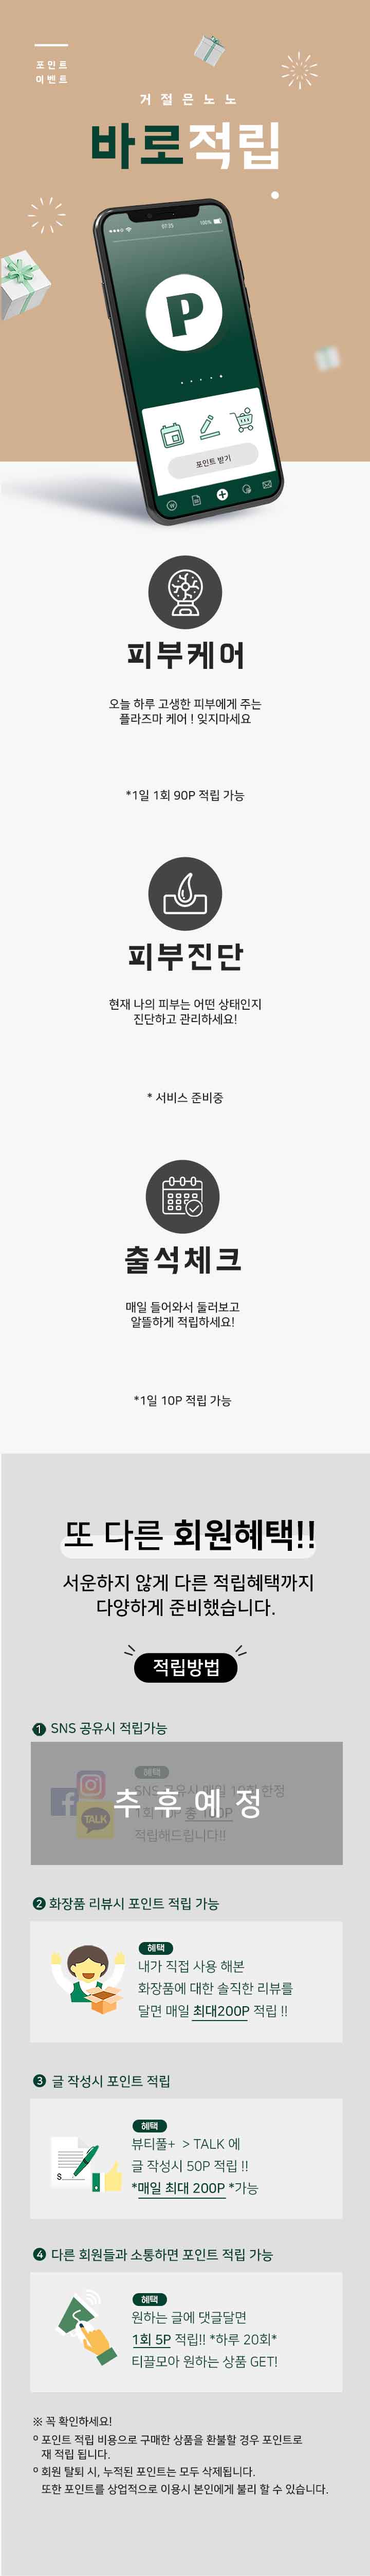 포인트
이벤트
거절은노노
바로적립
07:25
100%
P
포인트 받기
W
피부케어
오늘 하루 고생한 피부에게 주는
플라즈마 케어 ! 잊지마세요
*1일 1회 90P 적립 가능
피부진단
현재 나의 피부는 어떤 상태인지
진단하고 관리하세요!
* 서비스 준비중
출석체크
매일 들어와서 둘러보고
알뜰하게 적립하세요!
*1일 10P 적립 가능
또 다른 회원혜택!!
서운하지 않게 다른 적립혜택까지
다양하게 준비했습니다.
적립방법
1 SNS 공유시 적립가능
혜택
TALK
추후예정
적립해드립니다!!
2 화장품 리뷰시 포인트 적립 가능
혜택
내가 직접 사용 해본
화장품에 대한 솔직한 리뷰를
달면 매일 최대200P 적립 !!
3 글 작성시 포인트 적립
혜택
뷰티풀+ > TALK 에
글 작성시 50P 적립 !!
*매일 최대 200P *가능
4 다른 회원들과 소통하면 포인트 적립 가능
혜택
원하는 글에 댓글달면
1회 5P 적립!! *하루 20회*
티끌모아 원하는 상품 GET!
※ 꼭 확인하세요!
º 포인트 적립 비용으로 구매한 상품을 환불할 경우 포인트로
재 적립 됩니다.
º 회원 탈퇴 시, 누적된 포인트는 모두 삭제됩니다.
또한 포인트를 상업적으로 이용시 본인에게 불리 할 수 있습니다.